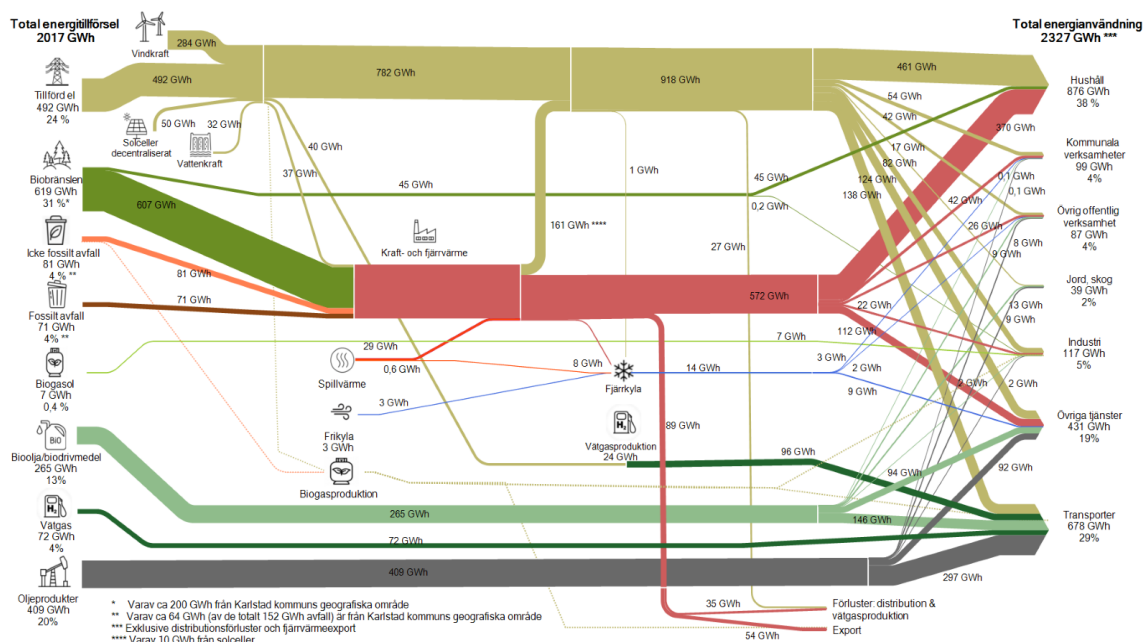 Total energitillförsel
2017 GWh
Total energianvändning
2327 GWh ***
Vindkraft
284 GWh
782 GWh
918 GWh
461 GWh
Tillförd el
492 GWh
24 %
492 GWh
Solceller
decentraliserat
50 GWh
Vattenkraft
32 GWh
40 GWh
37 GWh
Biobränslen
619 GWh
31 %*
607 GWh
45 GWh
1 GWh
45 GWh
0,2 GWh
Icke fossilt avfall
81 GWh
4 % **
81 GWh
Fossilt avfall
71 GWh
4% **
71 GWh
Kraft- och fjärrvärme
161 GWh ****
27 GWh
572 GWh
Biogasol
7 GWh
0,4 %
7 GWh
Spillvärme
29 GWh
0,6 GWh
8 GWh
Fjärrkyla
14 GWh
Frikyla
3 GWh
3 GWh
Vätgasproduktion
24 GWh
89 GWh
96 GWh
Biogasproduktion
Bio
Bioolja/biodrivmedel
265 GWh
13%
265 GWh
H2
H2
Vätgas
72 GWh
4%
72 GWh
Oljeprodukter
409 GWh
20%
409 GWh
54 GWh
42 GWh
17 GWh
82 GWh
124 GWh
138 GWh
370 GWh
0,1 GWh
0,1 GWh
42 GWh
26 GWh
8 GWh
9 GWh
22 GWh
13 GWh
9 GWh
112 GWh
3 GWh
2 GWh
9 GWh
2 GWh
2 GWh
94 GWh
92 GWh
146 GWh
297 GWh
35 GWh
54 GWh
Hushåll
876 GWh
38 %
Kommunala
verksamheter
99 GWh
4%
Övrig offentlig
verksamhet
87 GWh
4%
Jord, skog
39 GWh
2%
Industri
117 GWh
5%
Övriga tjänster
431 GWh
19%
Transporter
678 GWh
29%
Förluster: distribution &
vätgasproduktion
Export
* Varav ca 200 GWh från Karlstad kommuns geografiska område
** Varav ca 64 GWh (av de totalt 152 GWh avfall) är från Karlstad kommuns geografiska område
*** Exklusive distributionsförluster och fjärrvärmeexport
**** Varav 10 GWh från solceller